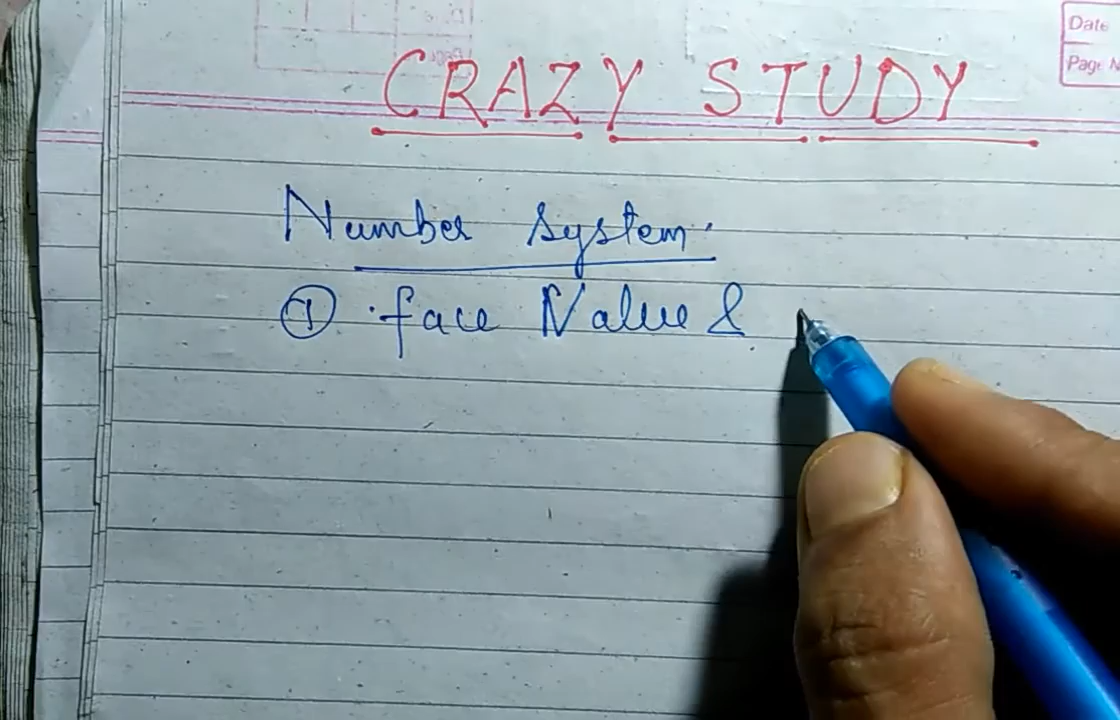 Date
Page N
CRAZY STUDY
Number system.
① face Value &